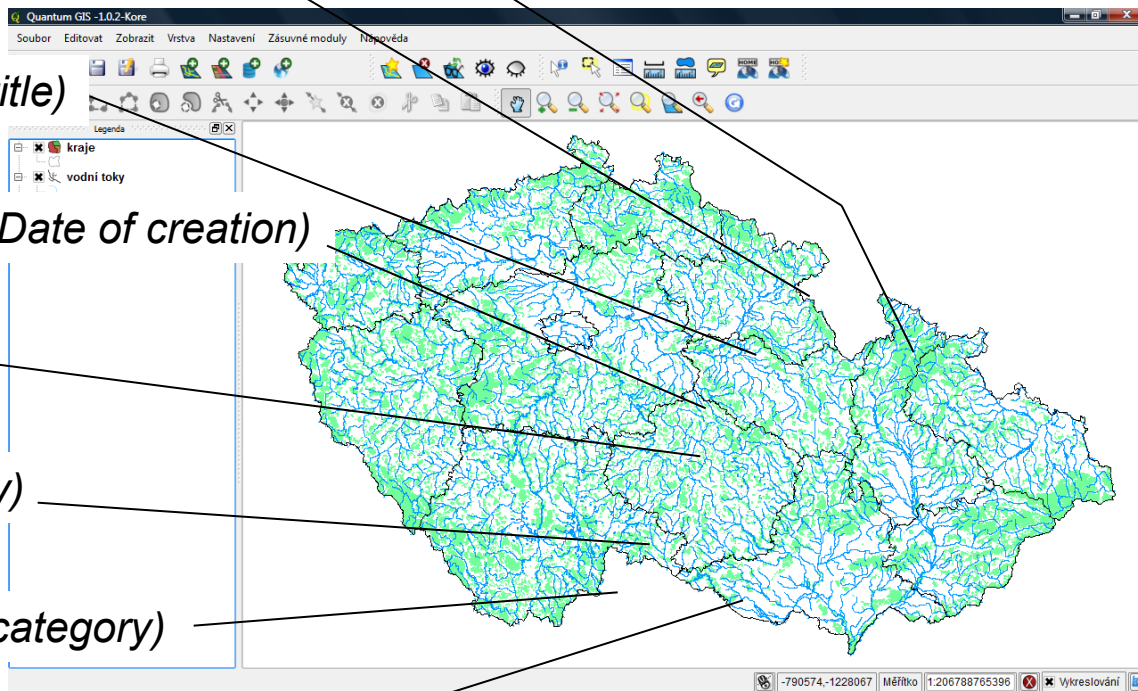 Quantum GIS -1.0.2-Kore
Soubor Editovat Zobrazit Vrstva Nastavení Zásuvné moduly Nápověda
itle)
Legenda
kraje
vodní toky
Date of creation)
y)
category)
-790574,-1228067 Měřítko 1:206788765396 Vykreslování